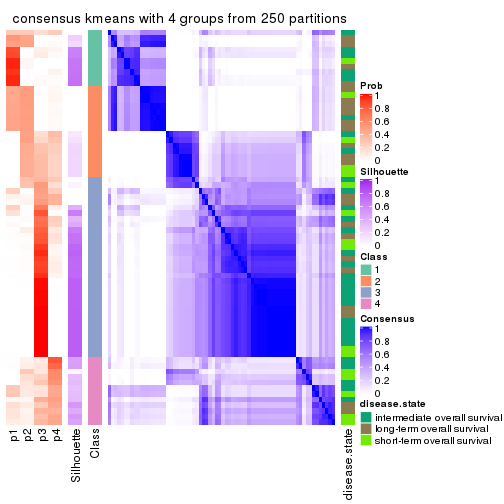 consensus kmeans with 4 groups from 250 partitions
Prob
1
0.8
0.6
0.4
0.2
0
Silhouette
1
0.8
0.6
0.4
0.2
0
Class
1
2
3
4
Consensus
1
0.8
0.6
0.4
0.2
0
disease.state
intermediate overall survival
long-term overall survival
short-term overall survival
p1
p2
p3
p4
Silhouette
Class
disease.state